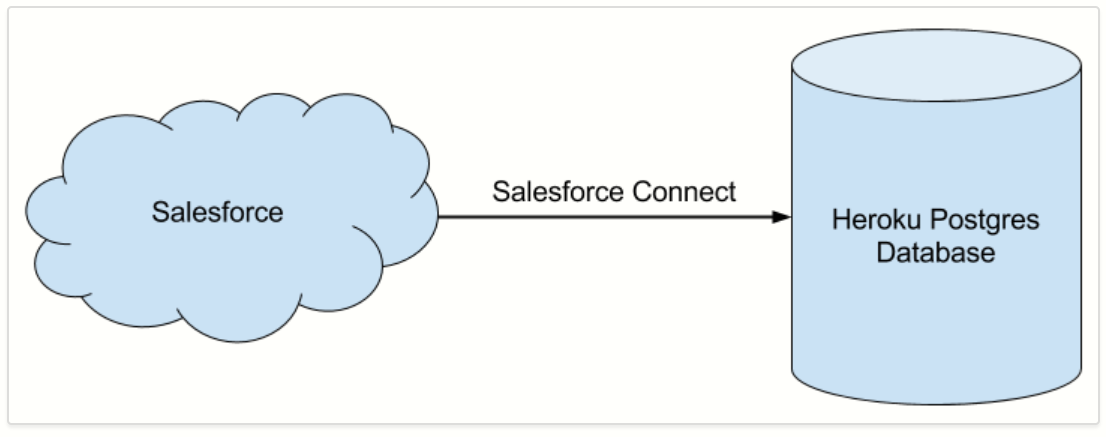 Salesforce
Salesforce Connect
Heroku Postgres
Database